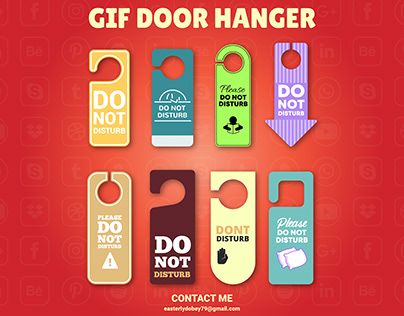 GIF DOOR HANGER
DO
NOT
DISTURB
DO NOT
DISTURB
Please
DO NOT
DISTURB
DO
NOT
DISTURB
PLEASE
DO
NOT
DISTURB
DO
NOT
DISTURB
DONT
DISTURB
Please
DO NOT
DISTURB
CONTACT ME
easterlydobey79@gmail.com